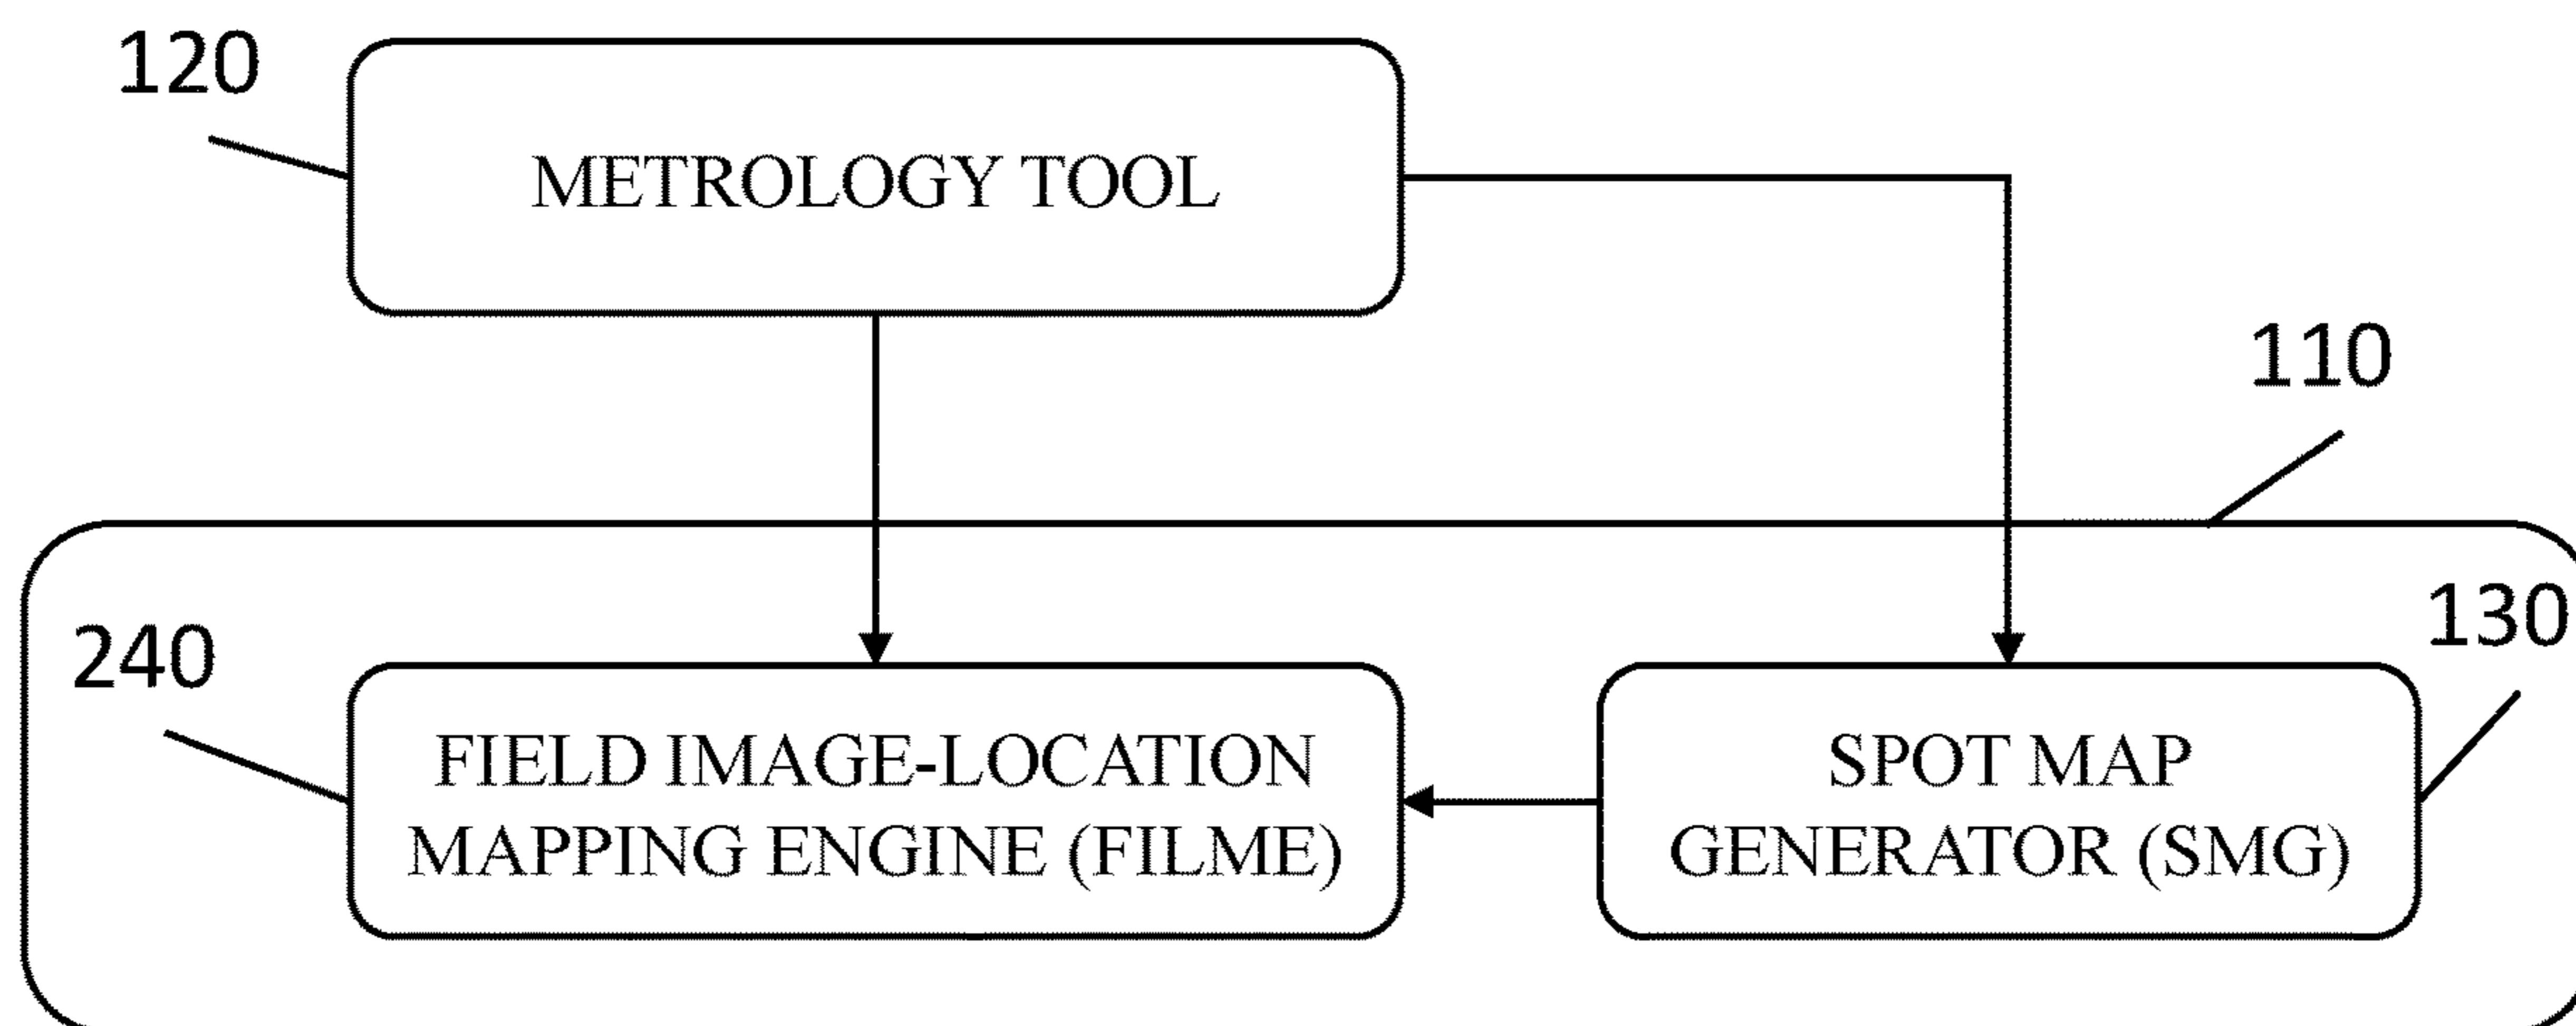 120
METROLOGY TOOL
110
240
130
FIELD IMAGE-LOCATION
MAPPING ENGINE (FILME)
SPOT MAP
GENERATOR (SMG)